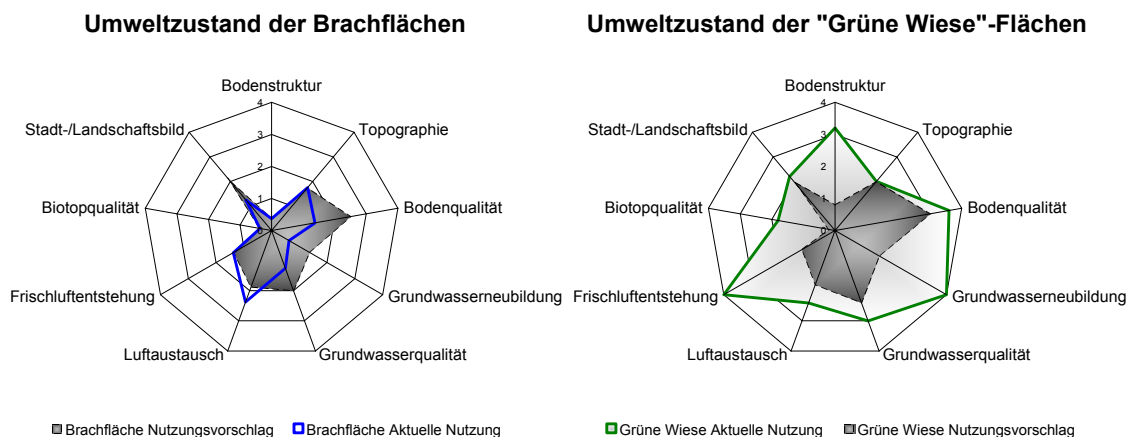 Umweltzustand der Brachflächen
Bodenstruktur
4
3
2
1
0
Topographie
Bodenqualität
Grundwasserneubildung
Grundwasserqualität
Luftaustausch
Frischluftentstehung
Biotopqualität
Stadt-/Landschaftsbild
Brachfläche Nutzungsvorschlag
Brachfläche Aktuelle Nutzung
Umweltzustand der "Grüne Wiese"-Flächen
Bodenstruktur
4
3
2
1
0
Topographie
Bodenqualität
Grundwasserneubildung
Grundwasserqualität
Luftaustausch
Frischluftentstehung
Biotopqualität
Stadt-/Landschaftsbild
Grüne Wiese Aktuelle Nutzung
Grüne Wiese Nutzungsvorschlag